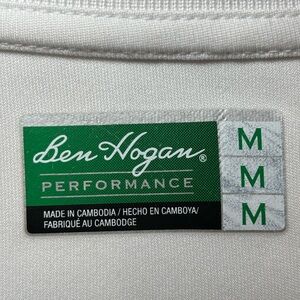 Ben Hogan®
PERFORMANCE
MADE IN CAMBODIA / HECHO EN CAMBOYA/
FABRIQUÉ AU CAMBODGE
M
M
M